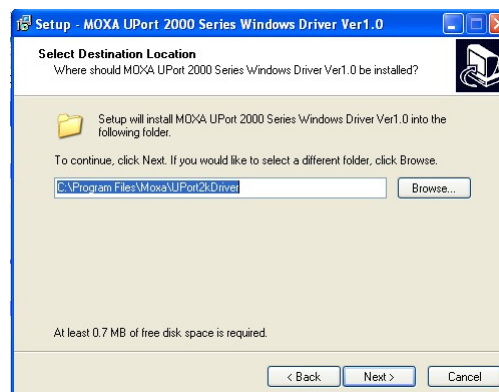 Setup - MOXA UPort 2000 Series Windows Driver Ver1.0
Select Destination Location
Where should MOXA UPort 2000 Series Windows Driver Ver1.0 be installed?
Setup will install MOXA UPort 2000 Series Windows Driver Ver1.0 into the
following folder.
To continue, click Next. If you would like to select a different folder, click Browse.
C:\Program Files\Moxa\UPort2kDriver
Browse...
At least 0.7 MB of free disk space is required.
< Back
Next >
Cancel